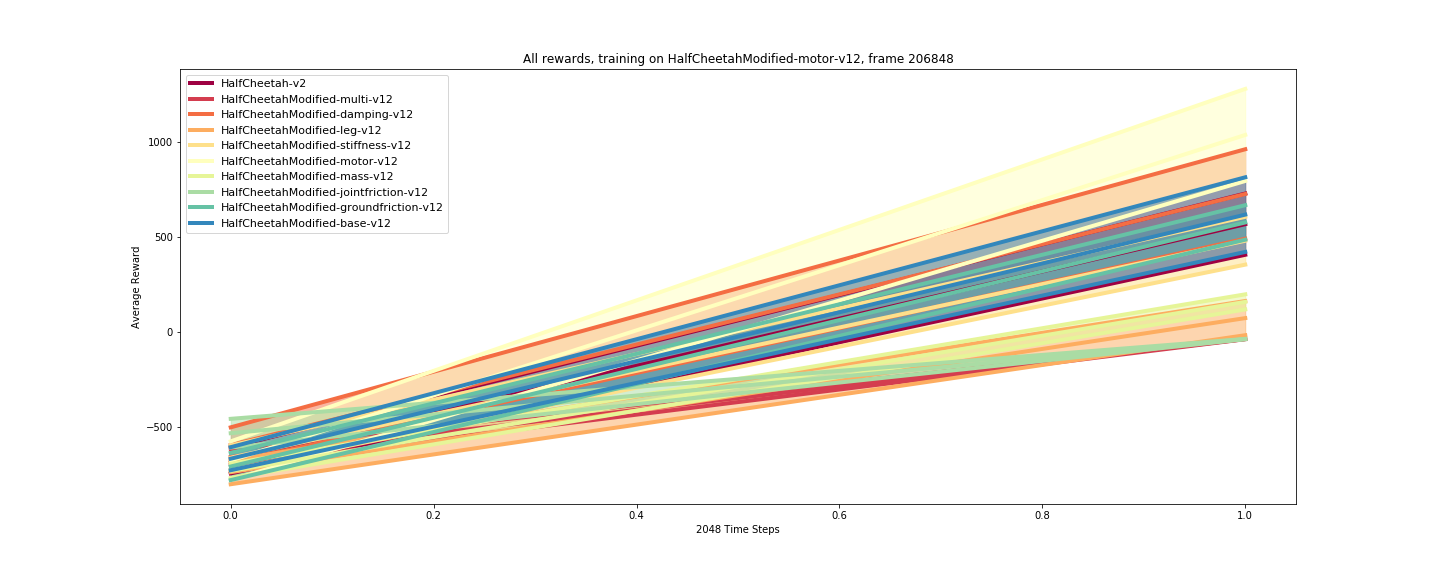 All rewards, training on HalfCheetahModified-motor-v12, frame 206848
HalfCheetah-v2
HalfCheetahModified-multi-v12
HalfCheetahModified-damping-v12
HalfCheetahModified-leg-v12
HalfCheetahModified-stiffness-v12
HalfCheetahModified-motor-v12
HalfCheetahModified-mass-v12
HalfCheetahModified-jointfriction-v12
HalfCheetahModified-groundfriction-v12
HalfCheetahModified-base-v12
Average Reward
1000
500
0
−500
0.0 0.2 0.4 0.6 0.8 1.0
2048 Time Steps